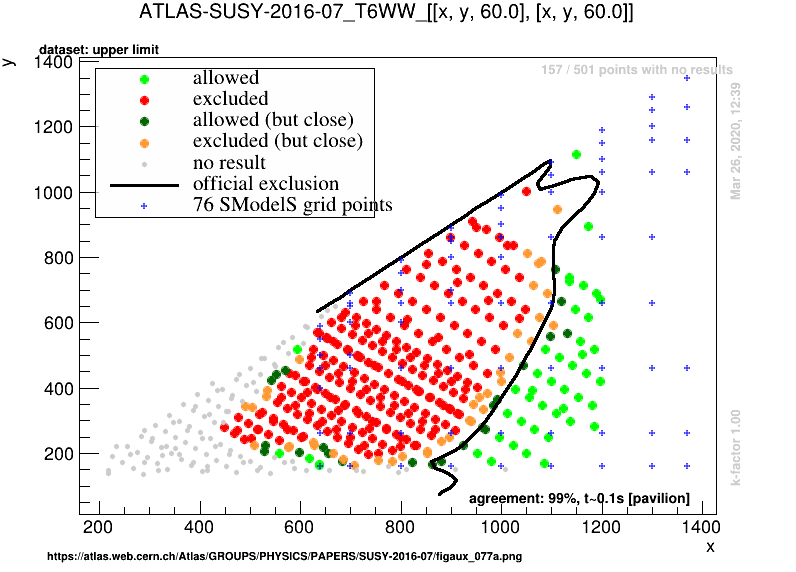 ATLAS-SUSY-2016-07_T6WW_[[x, y, 60.0], [x, y, 60.0]]
dataset: upper limit
y
157 / 501 points with no results
allowed
excluded
allowed (but close)
excluded (but close)
no result
official exclusion
76 SModelS grid points
1400
1200
1000
800
600
400
200
Mar 26, 2020, 12:39
k-factor 1.00
agreement: 99%, t~0.1s [pavilion]
200 400 600 800 1000 1200 1400
x
https://atlas.web.cern.ch/Atlas/GROUPS/PHYSICS/PAPERS/SUSY-2016-07/figaux_077a.png